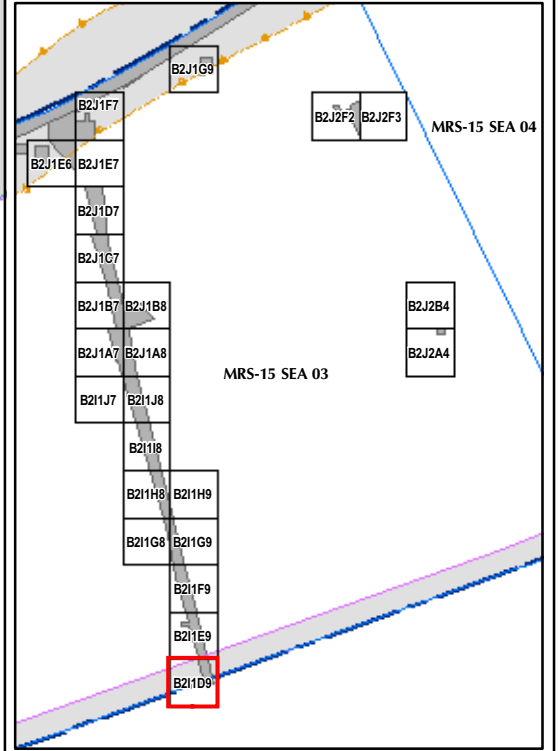 B2J1G9
B2J1F7
B2J2F2 B2J2F3
MRS-15 SEA 04
B2J1E6 B2J1E7
B2J1D7
B2J1C7
B2J1B7 B2J1B8
B2J2B4
B2J1A7 B2J1A8
B2J2A4
MRS-15 SEA 03
B2I1J7 B2I1J8
B2I1I8
B2I1H8 B2I1H9
B2I1G8 B2I1G9
B2I1F9
B2I1E9
B2I1D9